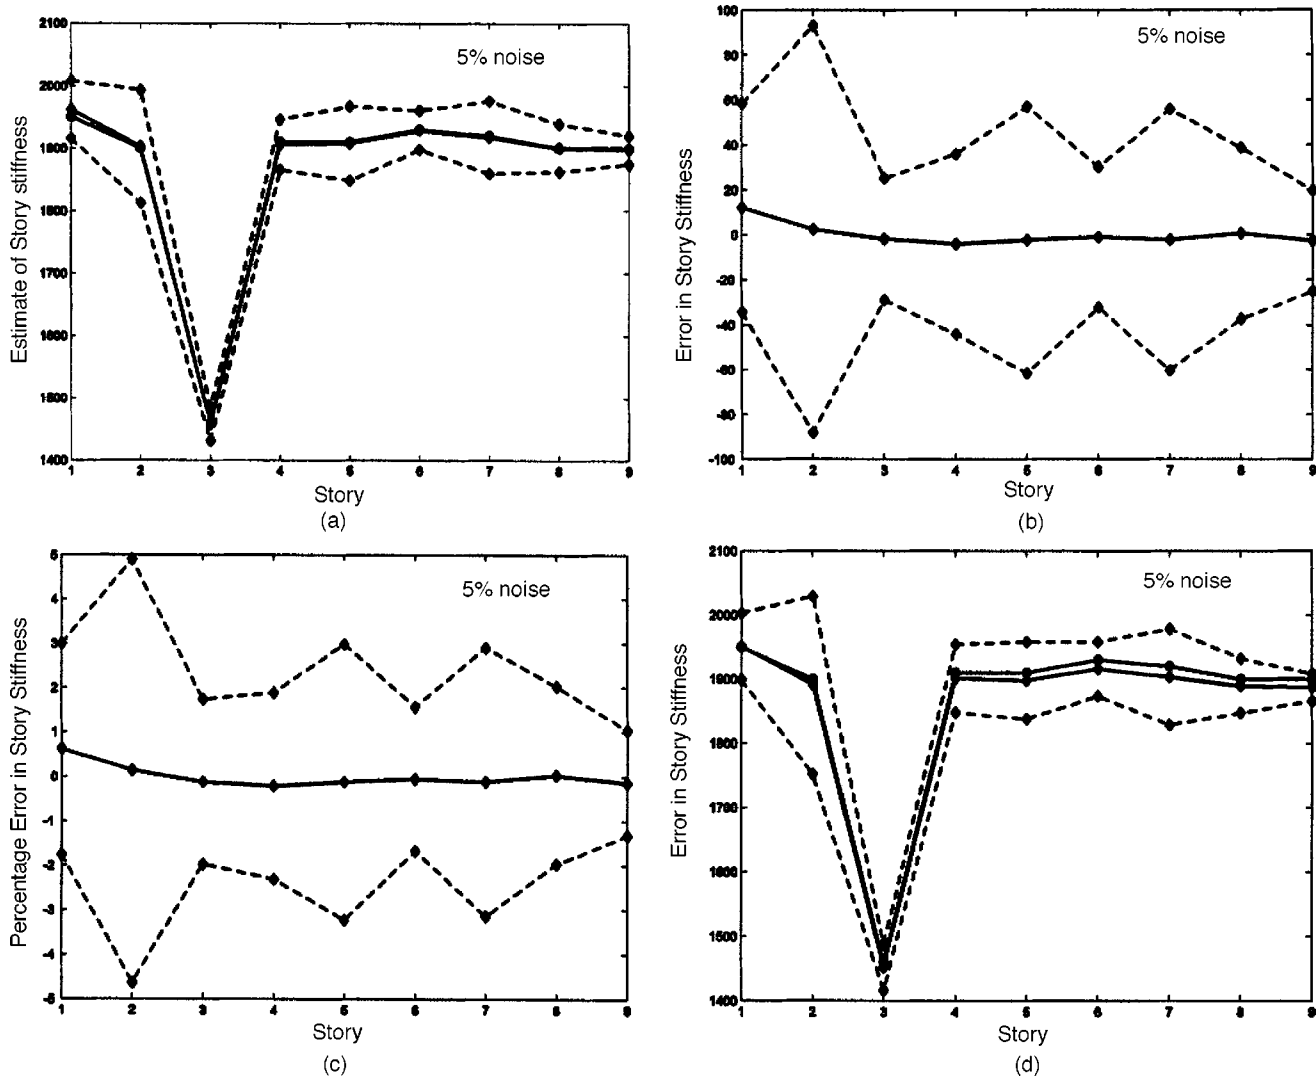 2100
2000
1900
1800
1700
1600
1500
1400
1 2 3 4 5 6 7 8 9
5% noise
Estimate of Story stiffness
Story
(a)
100
80
60
40
20
0
-20
-40
-60
-80
-100
1 2 3 4 5 6 7 8 9
5% noise
Error in Story Stiffness
Story
(b)
5
4
3
2
1
0
-1
-2
-3
-4
-5
1 2 3 4 5 6 7 8 9
5% noise
Percentage Error in Story Stiffness
Story
(c)
2100
2000
1900
1800
1700
1600
1500
1400
1 2 3 4 5 6 7 8 9
5% noise
Error in Story Stiffness
Story
(d)